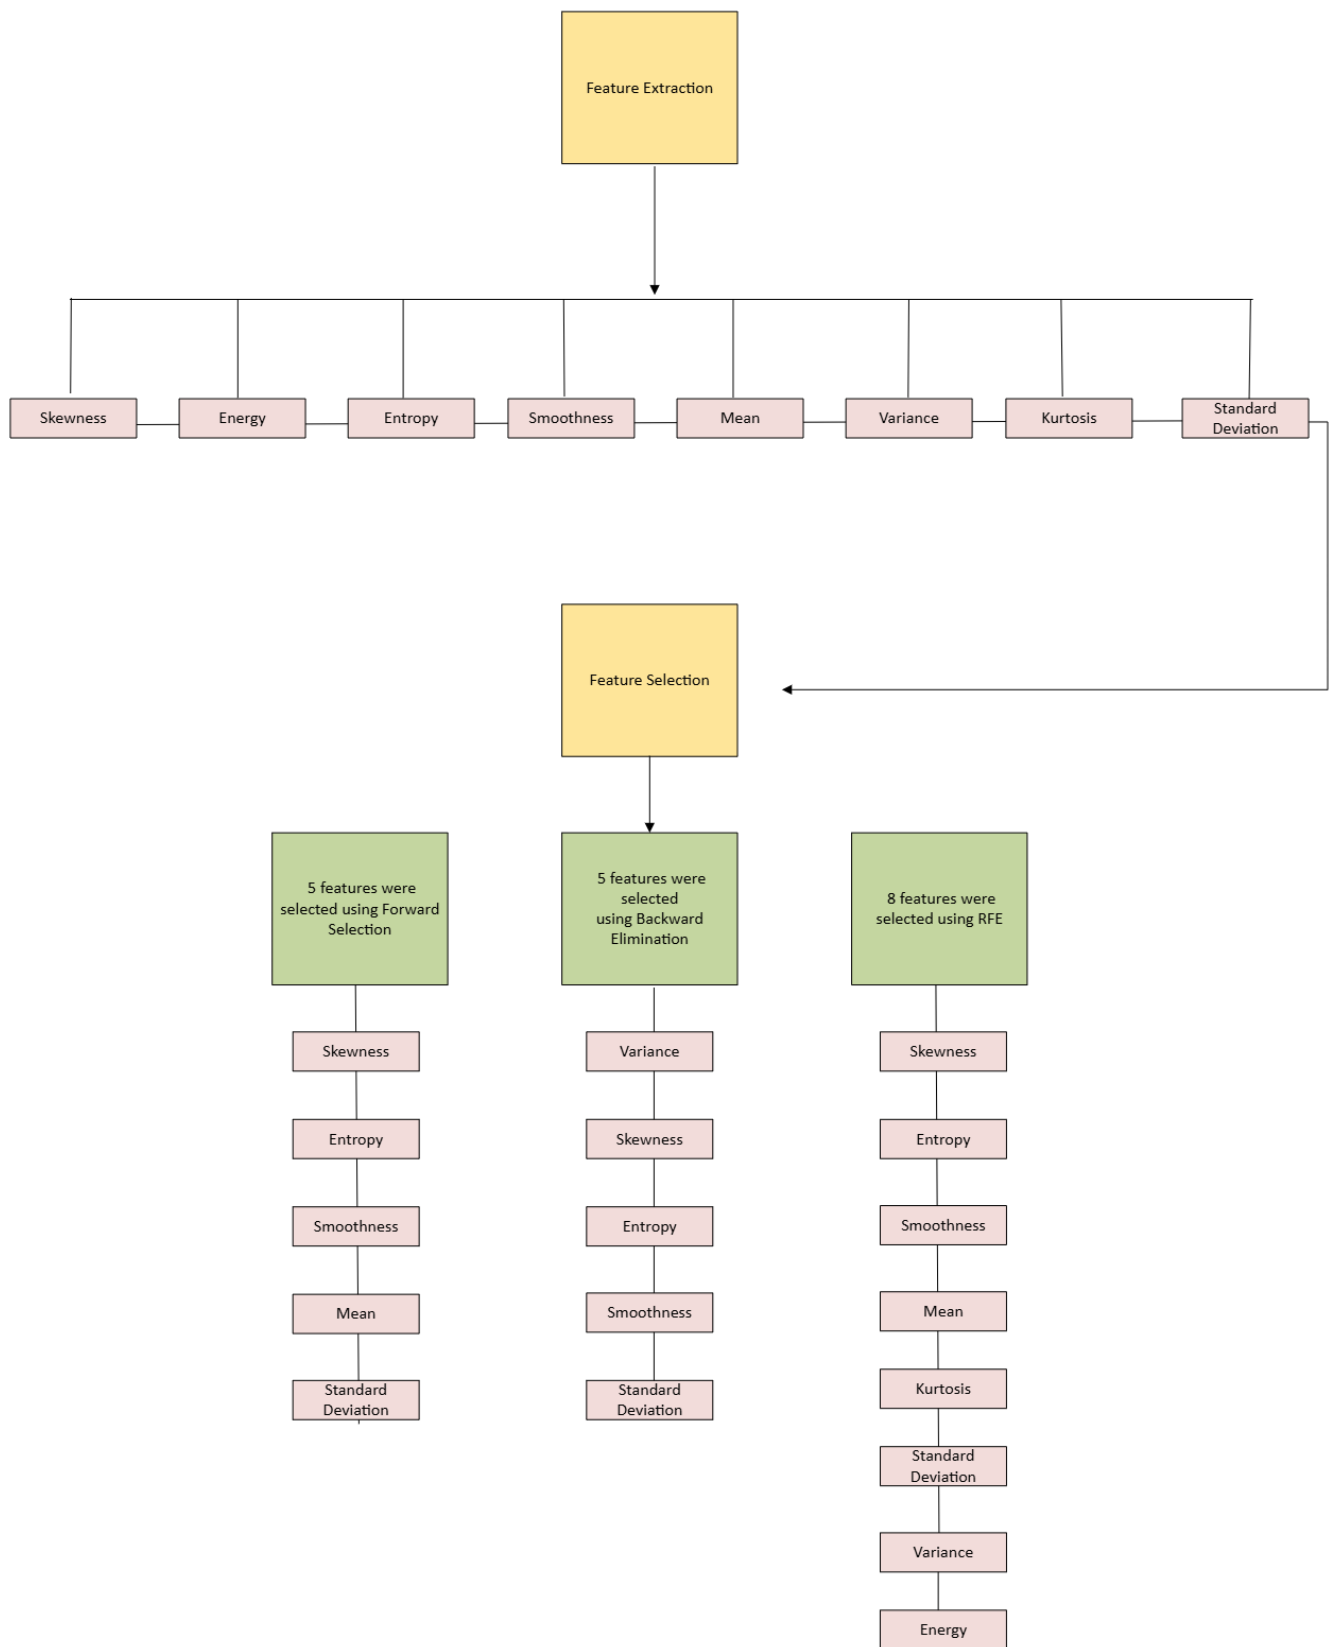 Feature Extraction
Skewness
Energy
Entropy
Smoothness
Mean
Variance
Kurtosis
Standard
Deviation
Feature Selection
5 features were
selected using Forward
Selection
5 features were
selected
using Backward
Elimination
8 features were
selected using RFE
Skewness
Entropy
Smoothness
Mean
Standard
Deviation
Variance
Skewness
Entropy
Smoothness
Standard
Deviation
Skewness
Entropy
Smoothness
Mean
Kurtosis
Standard
Deviation
Variance
Energy